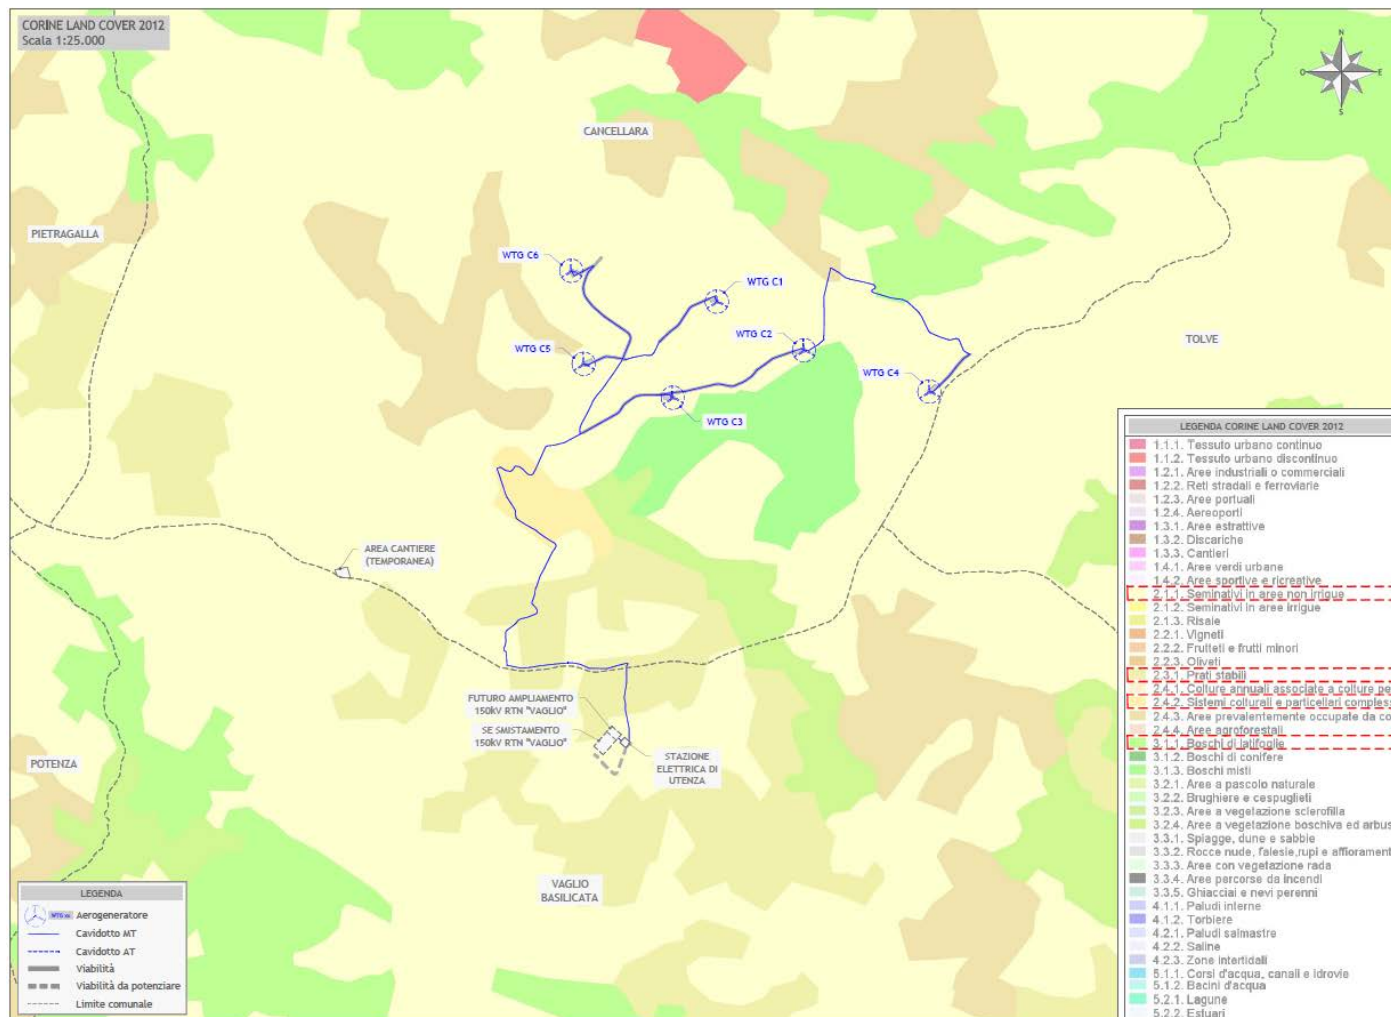 CORINE LAND COVER 2012
Scala 1:25.000
N
O
E
S
CANCELLARA
PIETRAGALLA
WTG C6
WTG C1
WTG C2
TOLVE
WTG C5
WTG C4
WTG C3
AREA CANTIERE
(TEMPORANEA)
FUTURO AMPLIAMENTO
150kV RTN "VAGLIO"
SE SMISTAMENTO
150kV RTN "VAGLIO"
STAZIONE
ELETTRICA DI
UTENZA
POTENZA
VAGLIO
BASILICATA
LEGENDA
WTG
Aerogeneratore
Cavidotto MT
Cavidotto AT
Viabilità
Viabilità da potenziare
Limite comunale
LEGENDA CORINE LAND COVER 2012
1.1.1. Tessuto urbano continuo
1.1.2. Tessuto urbano discontinuo
1.2.1. Aree industriali o commerciali
1.2.2. Reti stradali e ferroviarie
1.2.3. Aree portuali
1.2.4. Aereoporti
1.3.1. Aree estrattive
1.3.2. Discariche
1.3.3. Cantieri
1.4.1. Aree verdi urbane
1.4.2. Aree sportive e ricreative
2.1.1. Seminativi in aree non irrigue
2.1.2. Seminativi in aree irrigue
2.1.3. Risaie
2.2.1. Vigneti
2.2.2. Frutteti e frutti minori
2.2.3. Oliveti
2.3.1. Prati stabili
2.4.1. Colture annuali associate a colture pe
2.4.2. Sistemi colturali e particellari compless
2.4.3. Aree prevalentemente occupate da co
2.4.4. Aree agroforestali
3.1.1. Boschi di latifoglie
3.1.2. Boschi di conifere
3.1.3. Boschi misti
3.2.1. Aree a pascolo naturale
3.2.2. Brughiere e cespuglieti
3.2.3. Aree a vegetazione sclerofilla
3.2.4. Aree a vegetazione boschiva ed arbus
3.3.1. Spiagge, dune e sabbie
3.3.2. Rocce nude, falesie,rupi e affiorament
3.3.3. Aree con vegetazione rada
3.3.4. Aree percorse da incendi
3.3.5. Ghiacciai e nevi perenni
4.1.1. Paludi interne
4.1.2. Torbiere
4.2.1. Paludi salmastre
4.2.2. Saline
4.2.3. Zone intertidali
5.1.1. Corsi d'acqua, canali e idrovie
5.1.2. Bacini d'acqua
5.2.1. Lagune
5.2.2. Estuari